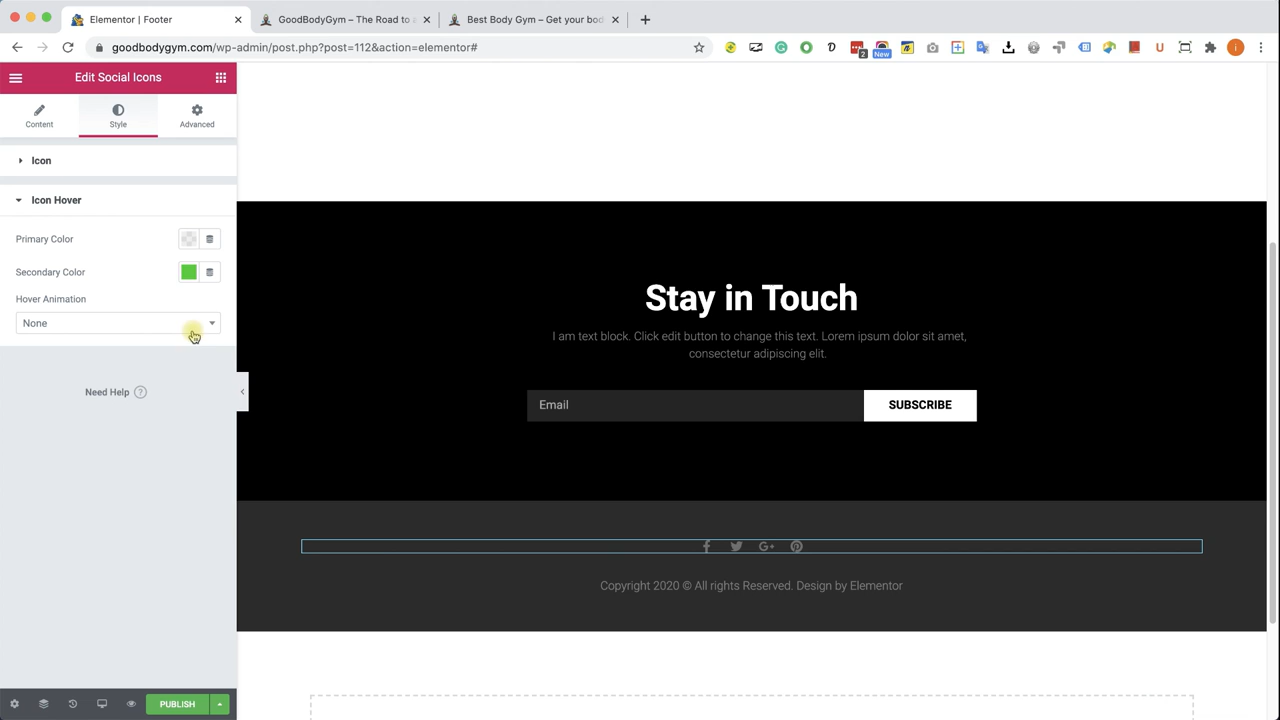 Elementor | Footer
GoodBodyGym – The Road to
Best Body Gym – Get your bod
goodbodygym.com/wp-admin/post.php?post=112&action=elementor#
2
New
Edit Social Icons
Content
Style
Advanced
Icon
Icon Hover
Primary Color
Secondary Color
Hover Animation
None
Need Help ?
PUBLISH
Stay in Touch
I am text block. Click edit button to change this text. Lorem ipsum dolor sit amet,
consectetur adipiscing elit.
Email
SUBSCRIBE
Copyright 2020 © All rights Reserved. Design by Elementor